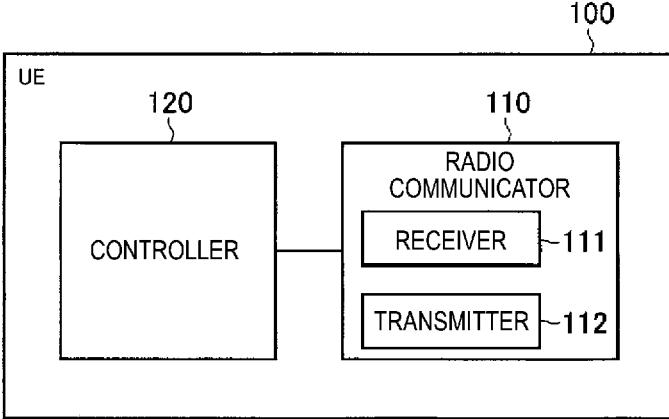 100
UE
120
110
RADIO
COMMUNICATOR
CONTROLLER
RECEIVER
111
TRANSMITTER
112